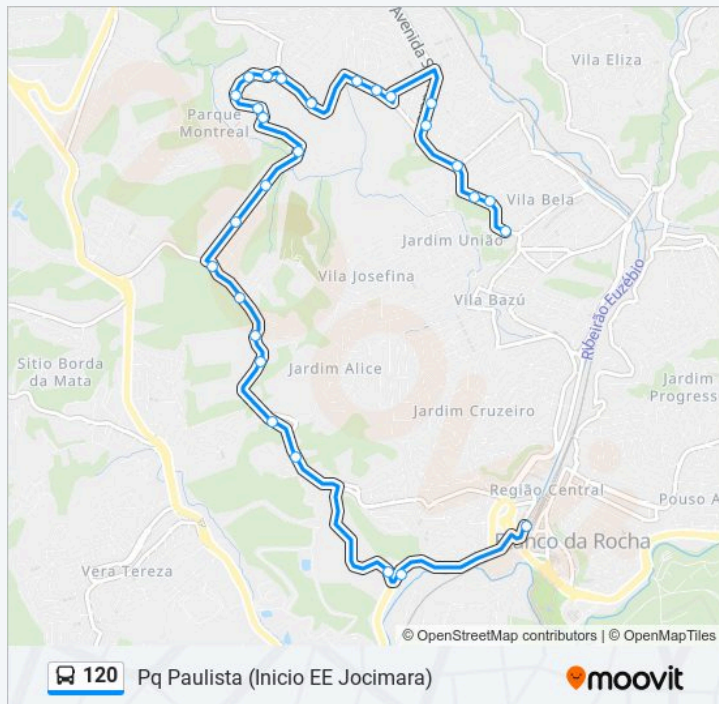 Avenida S
Vila Eliza
Parque
Montreal
Vila Bela
Jardim União
Vila Josefina
Vila Bazú
Ribeirão Euzébio
Sitio Borda
da Mata
Jardim Alice
Jardim
Progress
Jardim Cruzeiro
Região Central
Pouso A
Franco da Rocha
Vera Tereza
© OpenStreetMap contributors | © OpenMapTiles
120 Pq Paulista (Inicio EE Jocimara)
moovit